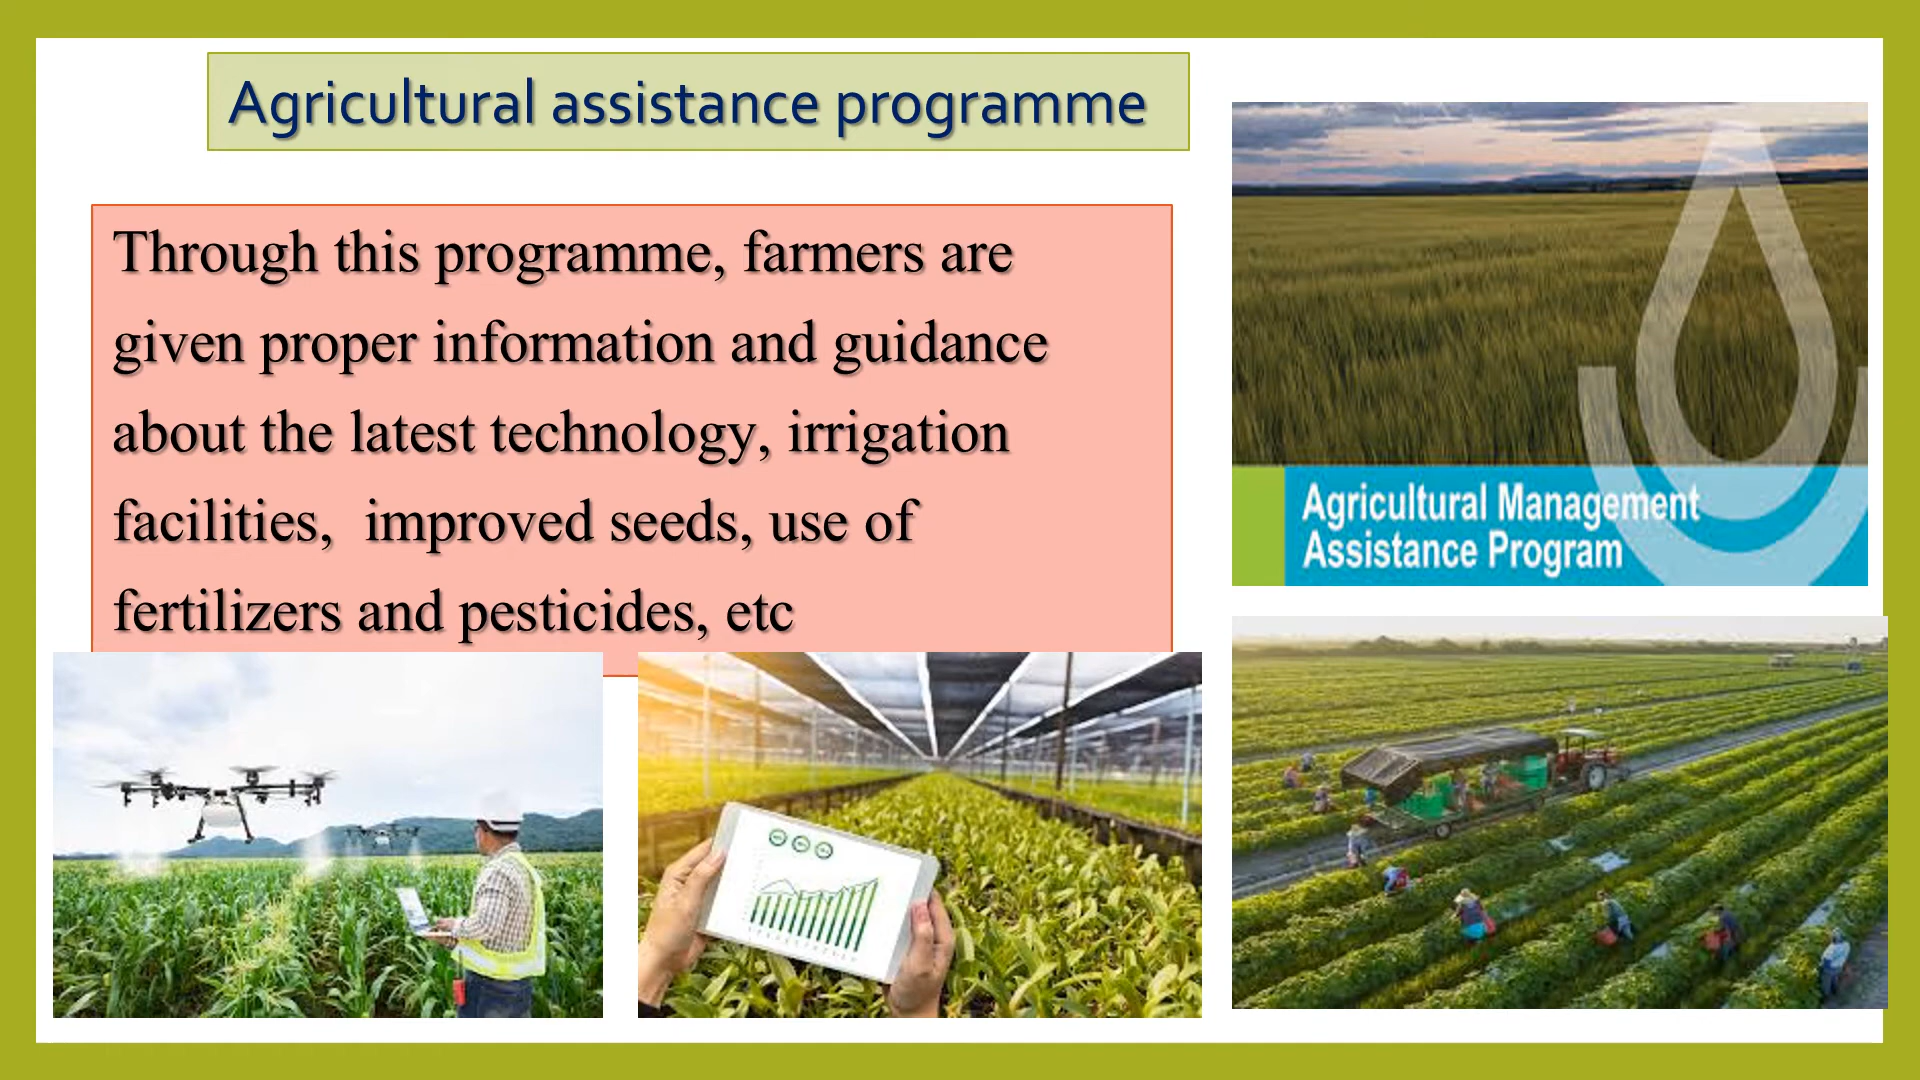 Agricultural assistance programme
Through this programme, farmers are
given proper information and guidance
about the latest technology, irrigation
facilities,  improved seeds, use of
fertilizers and pesticides, etc
Agricultural Management
Assistance Program